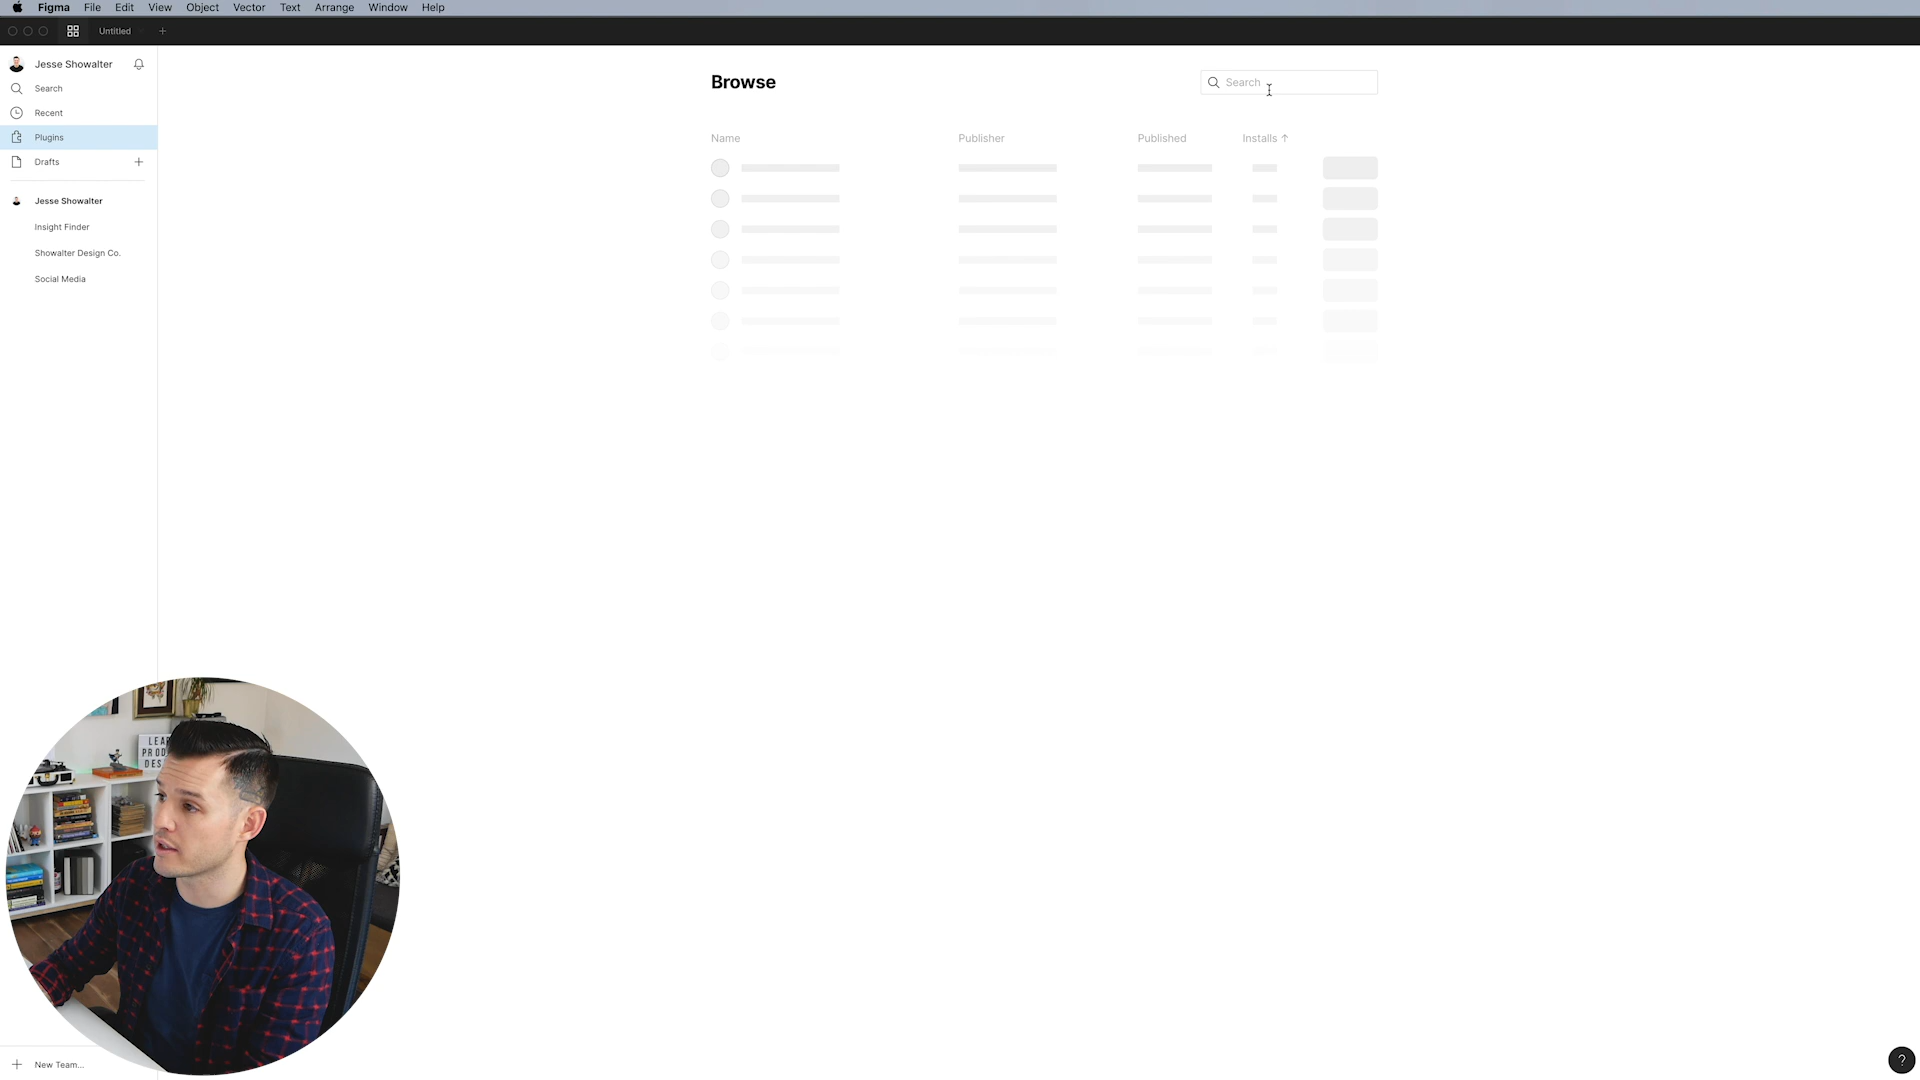 Figma File Edit View Object Vector Text Arrange Window Help
Untitled
Jesse Showalter
Search
Recent
Plugins
Drafts
Jesse Showalter
Insight Finder
Showalter Design Co.
Social Media
New Team...
Browse
Search
Name Publisher Published Installs ↑
?